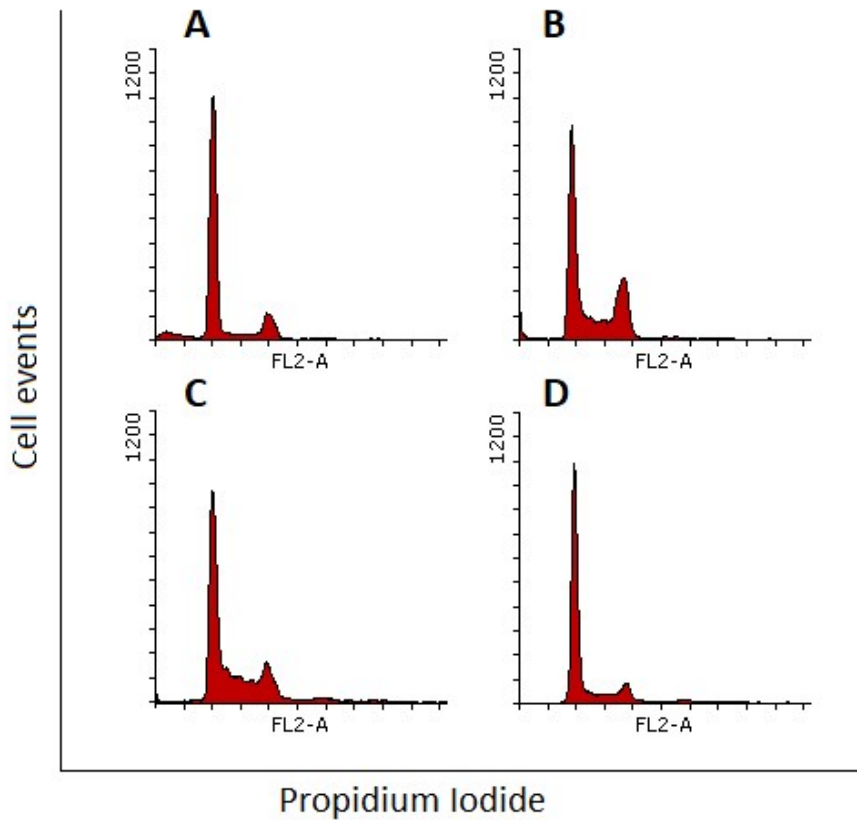 A
B
1200
1200
FL2-A
FL2-A
Cell events
C
D
1200
1200
FL2-A
FL2-A
Propidium Iodide